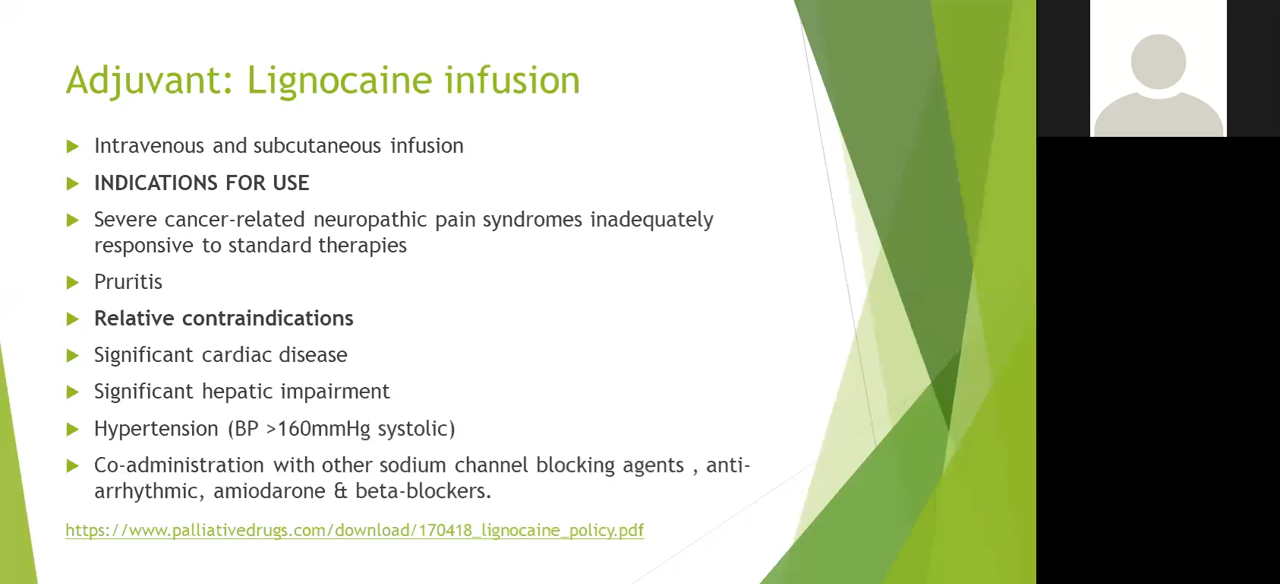 Adjuvant: Lignocaine infusion
Intravenous and subcutaneous infusion
INDICATIONS FOR USE
Severe cancer-related neuropathic pain syndromes inadequately
responsive to standard therapies
Pruritis
Relative contraindications
Significant cardiac disease
Significant hepatic impairment
Hypertension (BP >160mmHg systolic)
Co-administration with other sodium channel blocking agents , anti-
arrhythmic, amiodarone & beta-blockers.
https://www.palliativedrugs.com/download/170418_lignocaine_policy.pdf